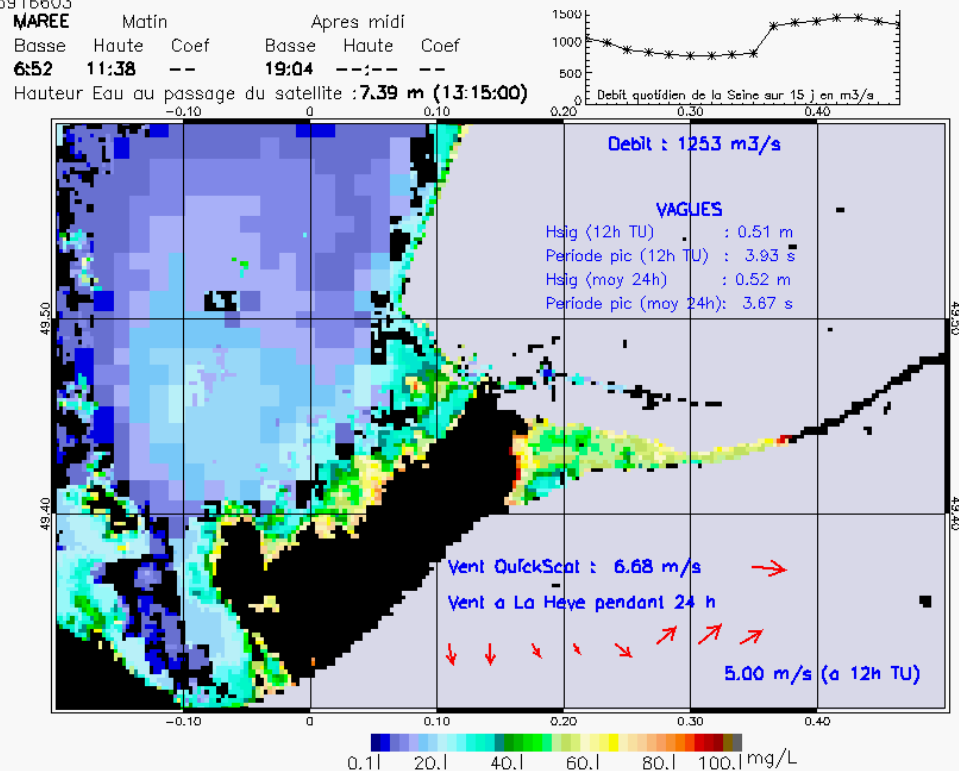 MAREE Matin Apres midi
Basse Haute Coef Basse Haute Coef
6:52 11:38 -- 19:04 --:-- --
Hauteur Eau au passage du satellite : 7.39 m (13:15:00)
1500
1000
500
0
Debit quotidien de la Seine sur 15 j en m3/s
-0.10 0 0.10 0.20 0.30 0.40
Debit : 1253 m3/s
VAGUES
Hsig (12h TU) : 0.51 m
Periode pic (12h TU) : 3.93 s
Hsig (moy 24h) : 0.52 m
Periode pic (moy 24h): 3.67 s
49.50 49.50
49.40 49.40
Vent QuickScat : 6.68 m/s
Vent a La Heve pendant 24 h
5.00 m/s (a 12h TU)
-0.10 0 0.10 0.20 0.30 0.40
0.1 20.1 40.1 60.1 80.1 100.1 mg/L